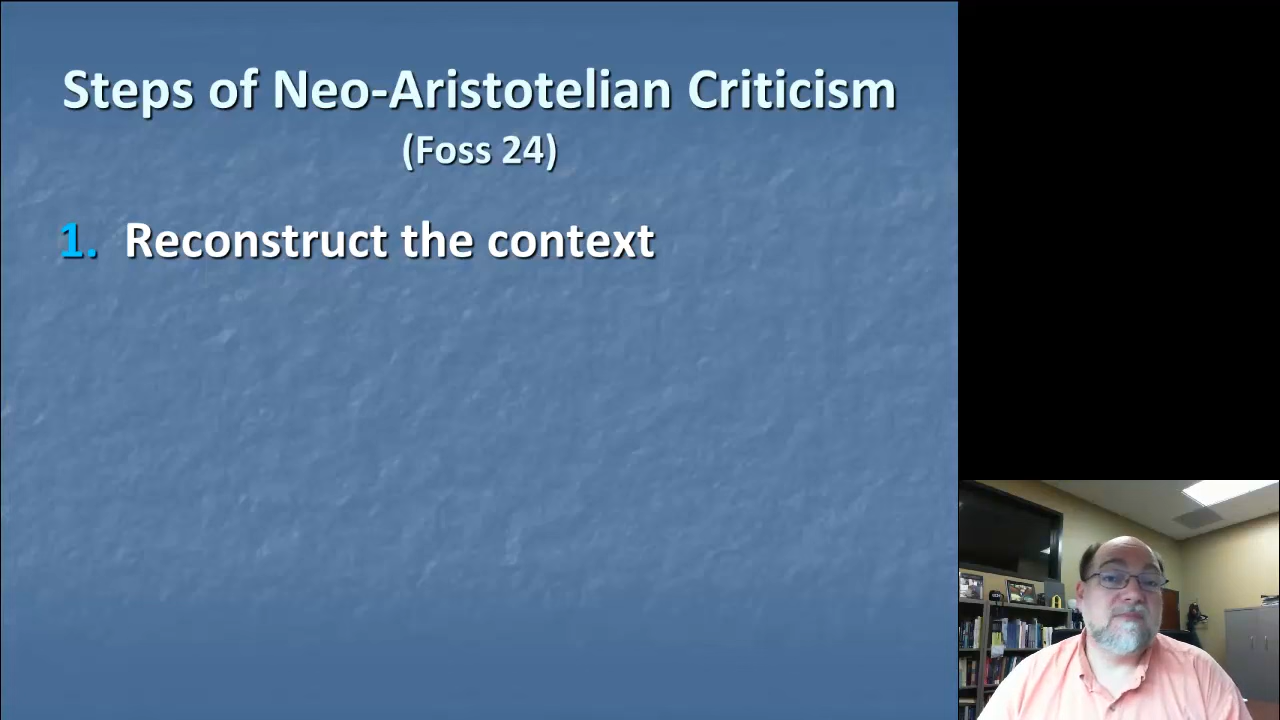 Steps of Neo-Aristotelian Criticism
(Foss 24)
1. Reconstruct the context